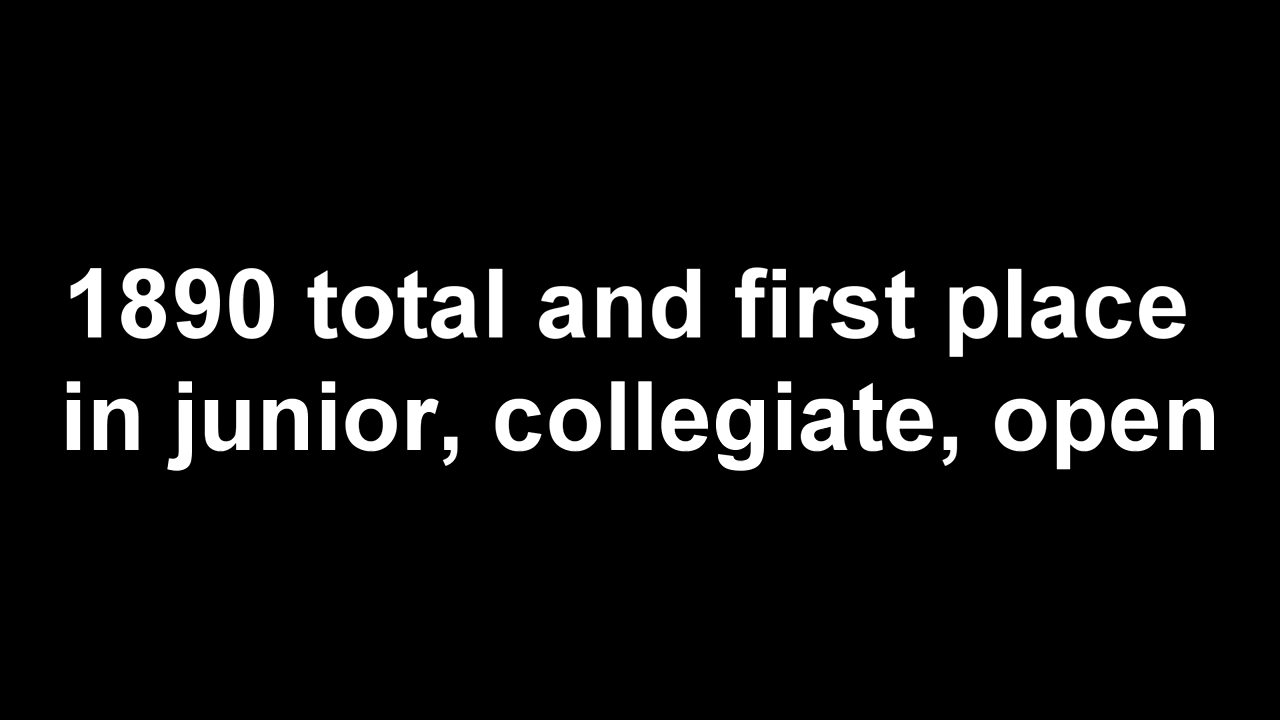 1890 total and first place
in junior, collegiate, open